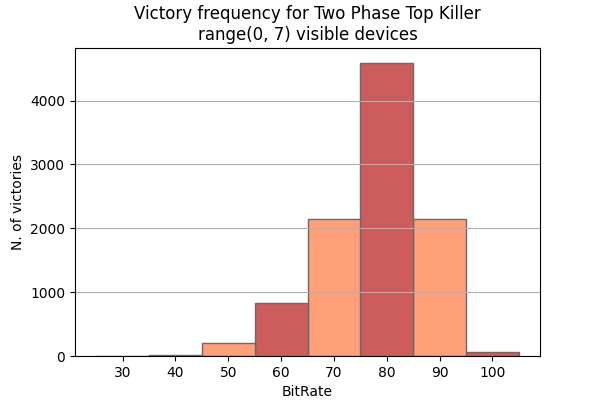 Victory frequency for Two Phase Top Killer
range(0, 7) visible devices
N. of victories
4000
3000
2000
1000
0
30 40 50 60 70 80 90 100
BitRate